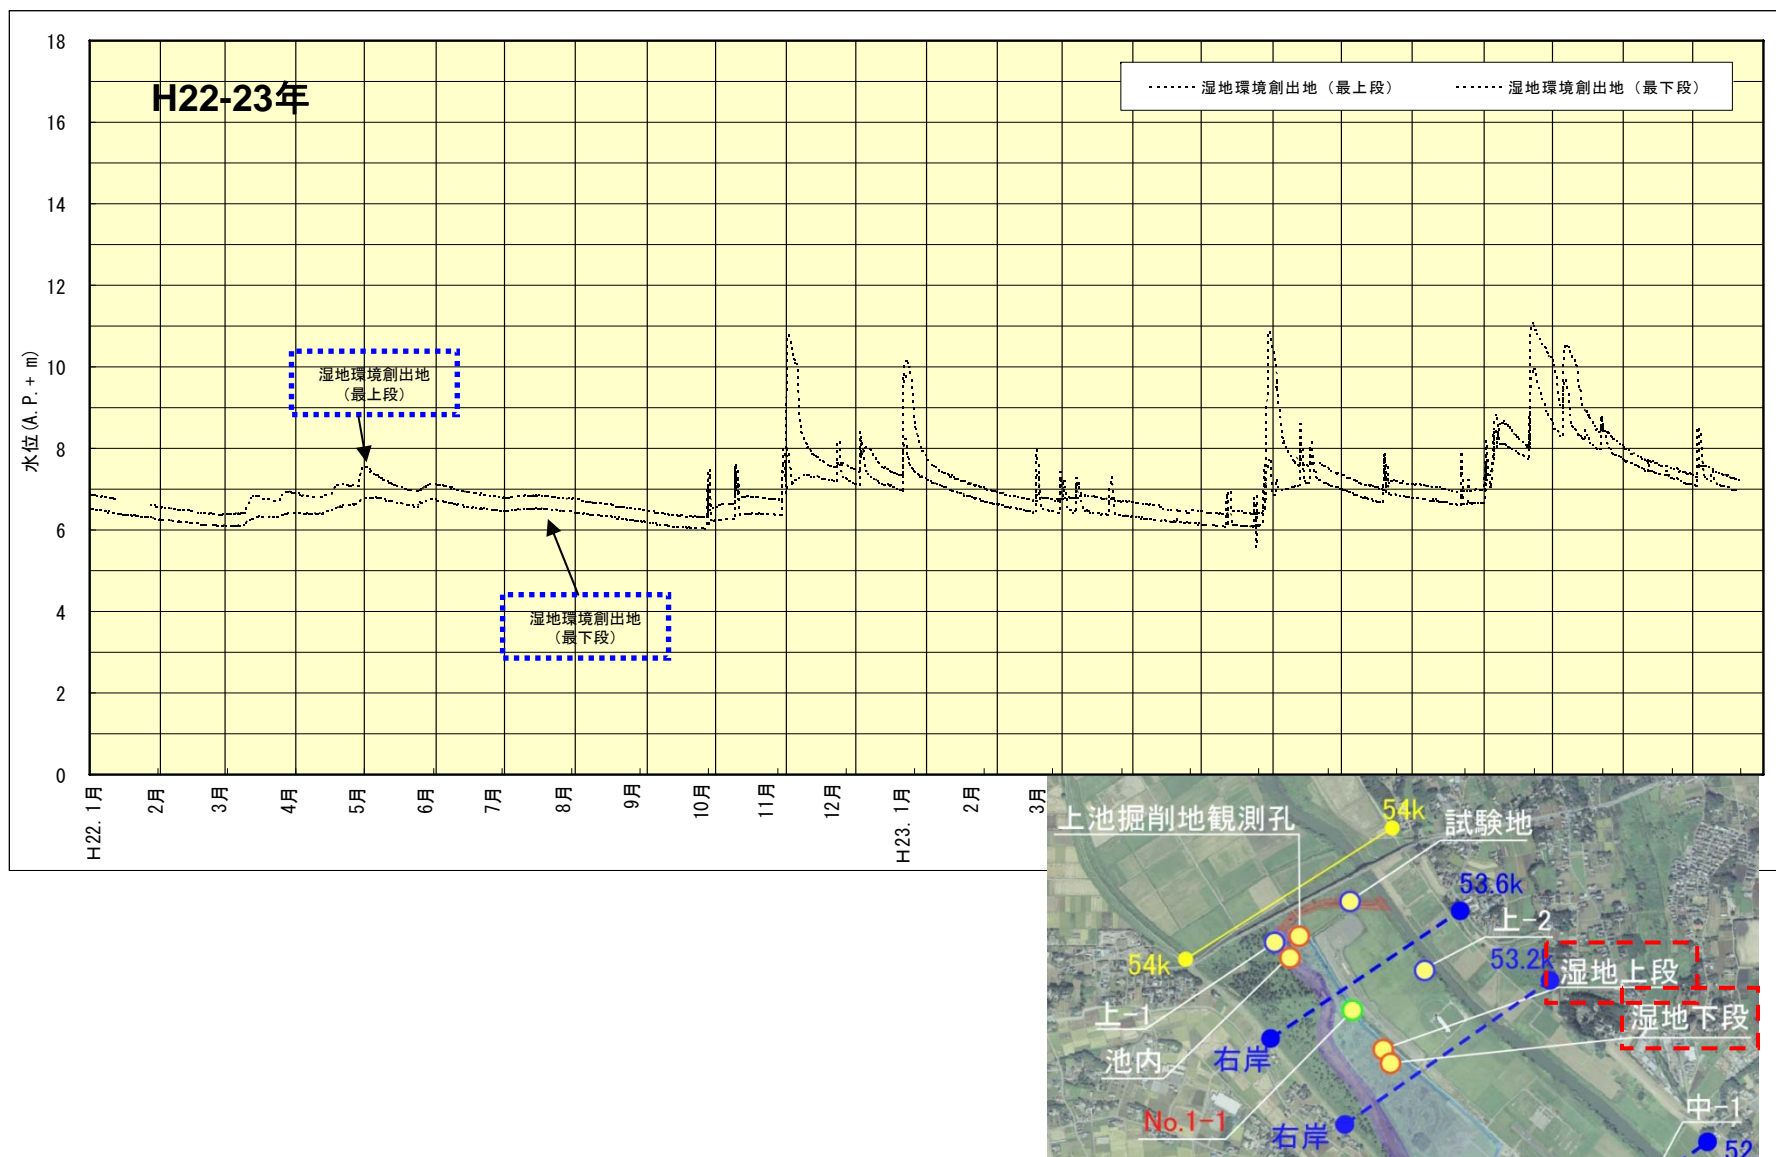 H22-23年
湿地環境創出地（最上段）
湿地環境創出地（最下段）
水位(A.P.+ m)
18
16
14
12
10
8
6
4
2
0
湿地環境創出地
（最上段）
湿地環境創出地
（最下段）
H22. 1月
2月
3月
4月
5月
6月
7月
8月
9月
10月
11月
12月
H23. 1月
2月
3月
上池掘削地観測孔
54k
試験地
53.6k
上-2
54k
53.2k
湿地上段
湿地下段
上-1
池内
右岸
No.1-1
右岸
中-1
52